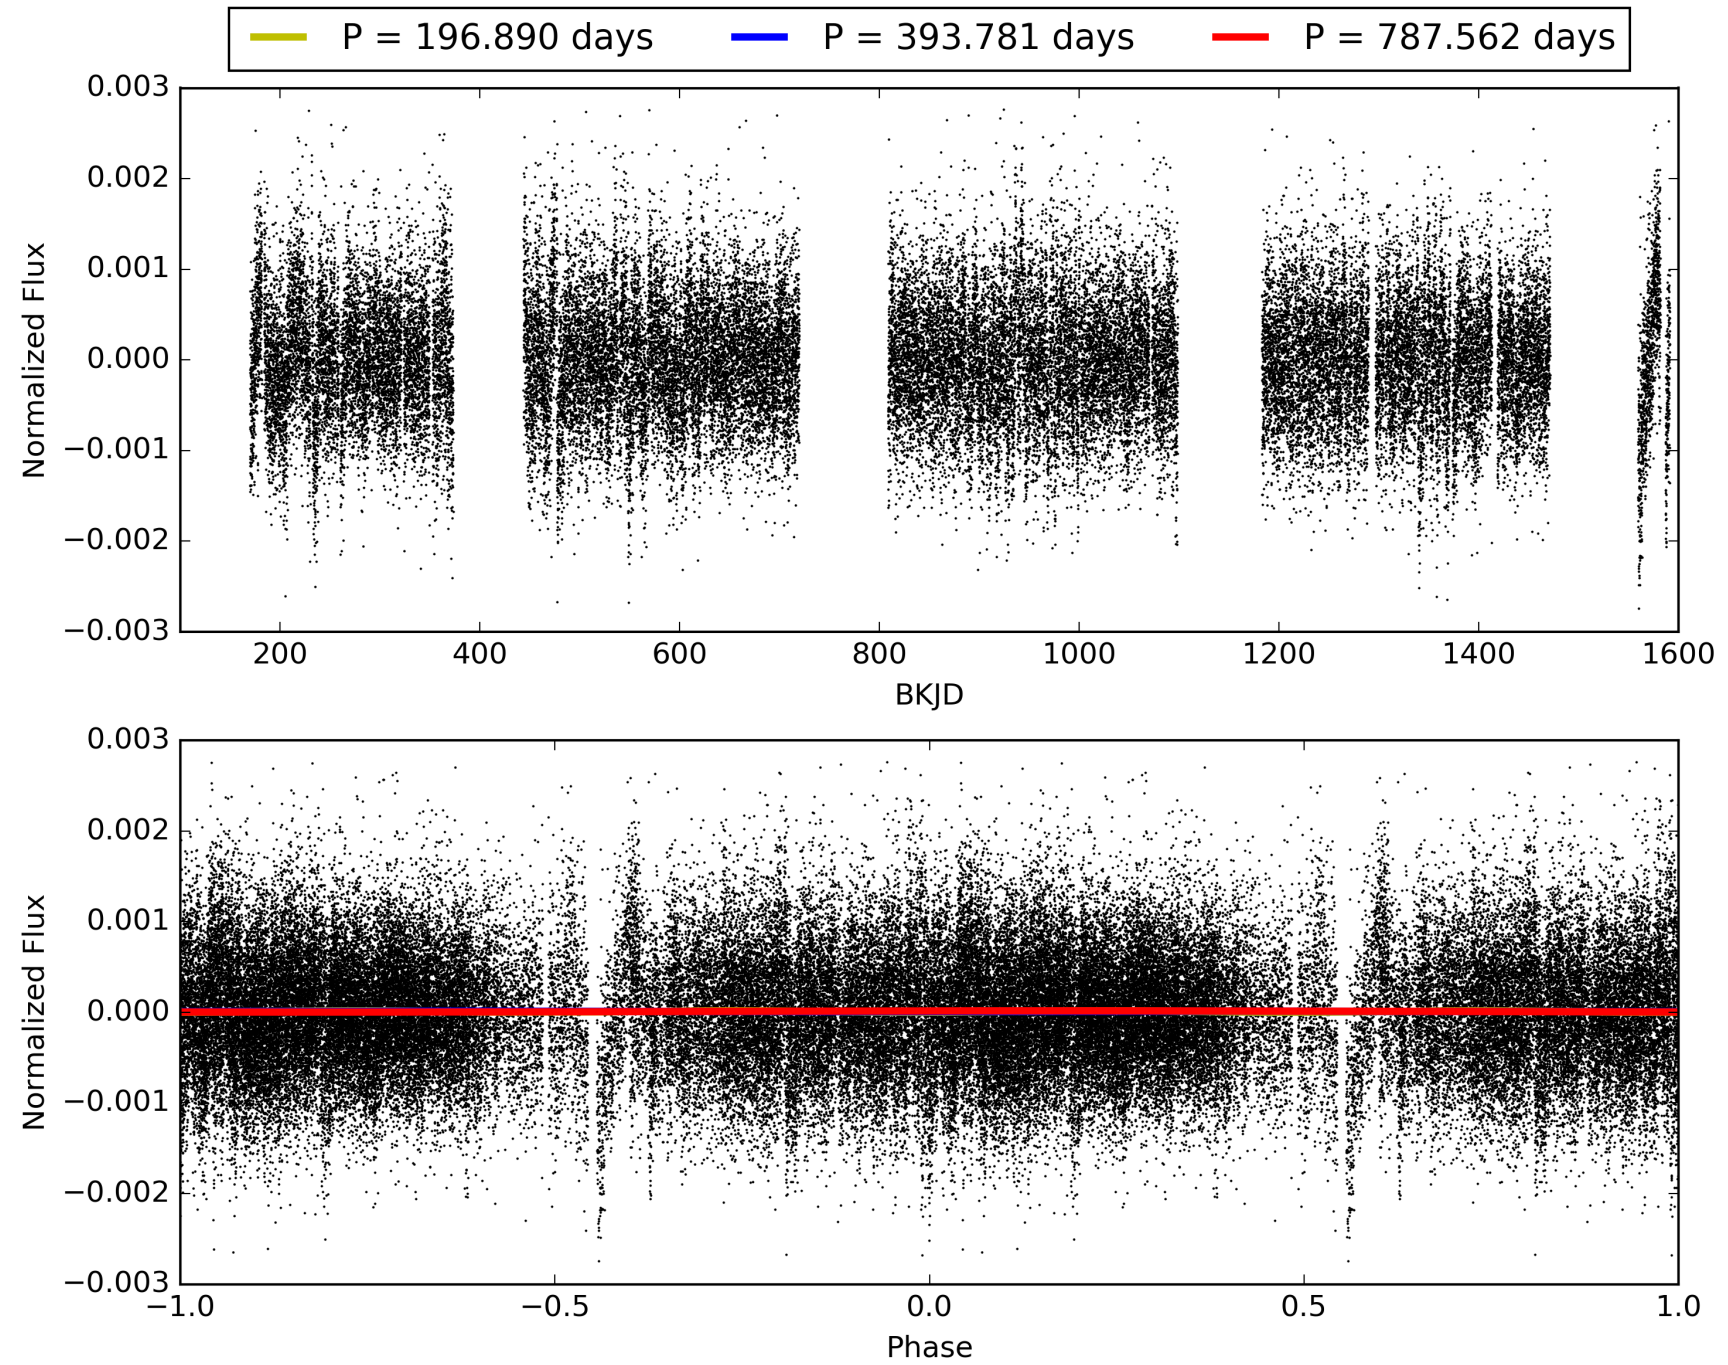 P = 196.890 days P = 393.781 days P = 787.562 days
0.003
0.002
0.001
0.000
−0.001
−0.002
−0.003
Normalized Flux
200 400 600 800 1000 1200 1400 1600
BKJD
0.003
0.002
0.001
0.000
−0.001
−0.002
−0.003
Normalized Flux
−1.0 −0.5 0.0 0.5 1.0
Phase